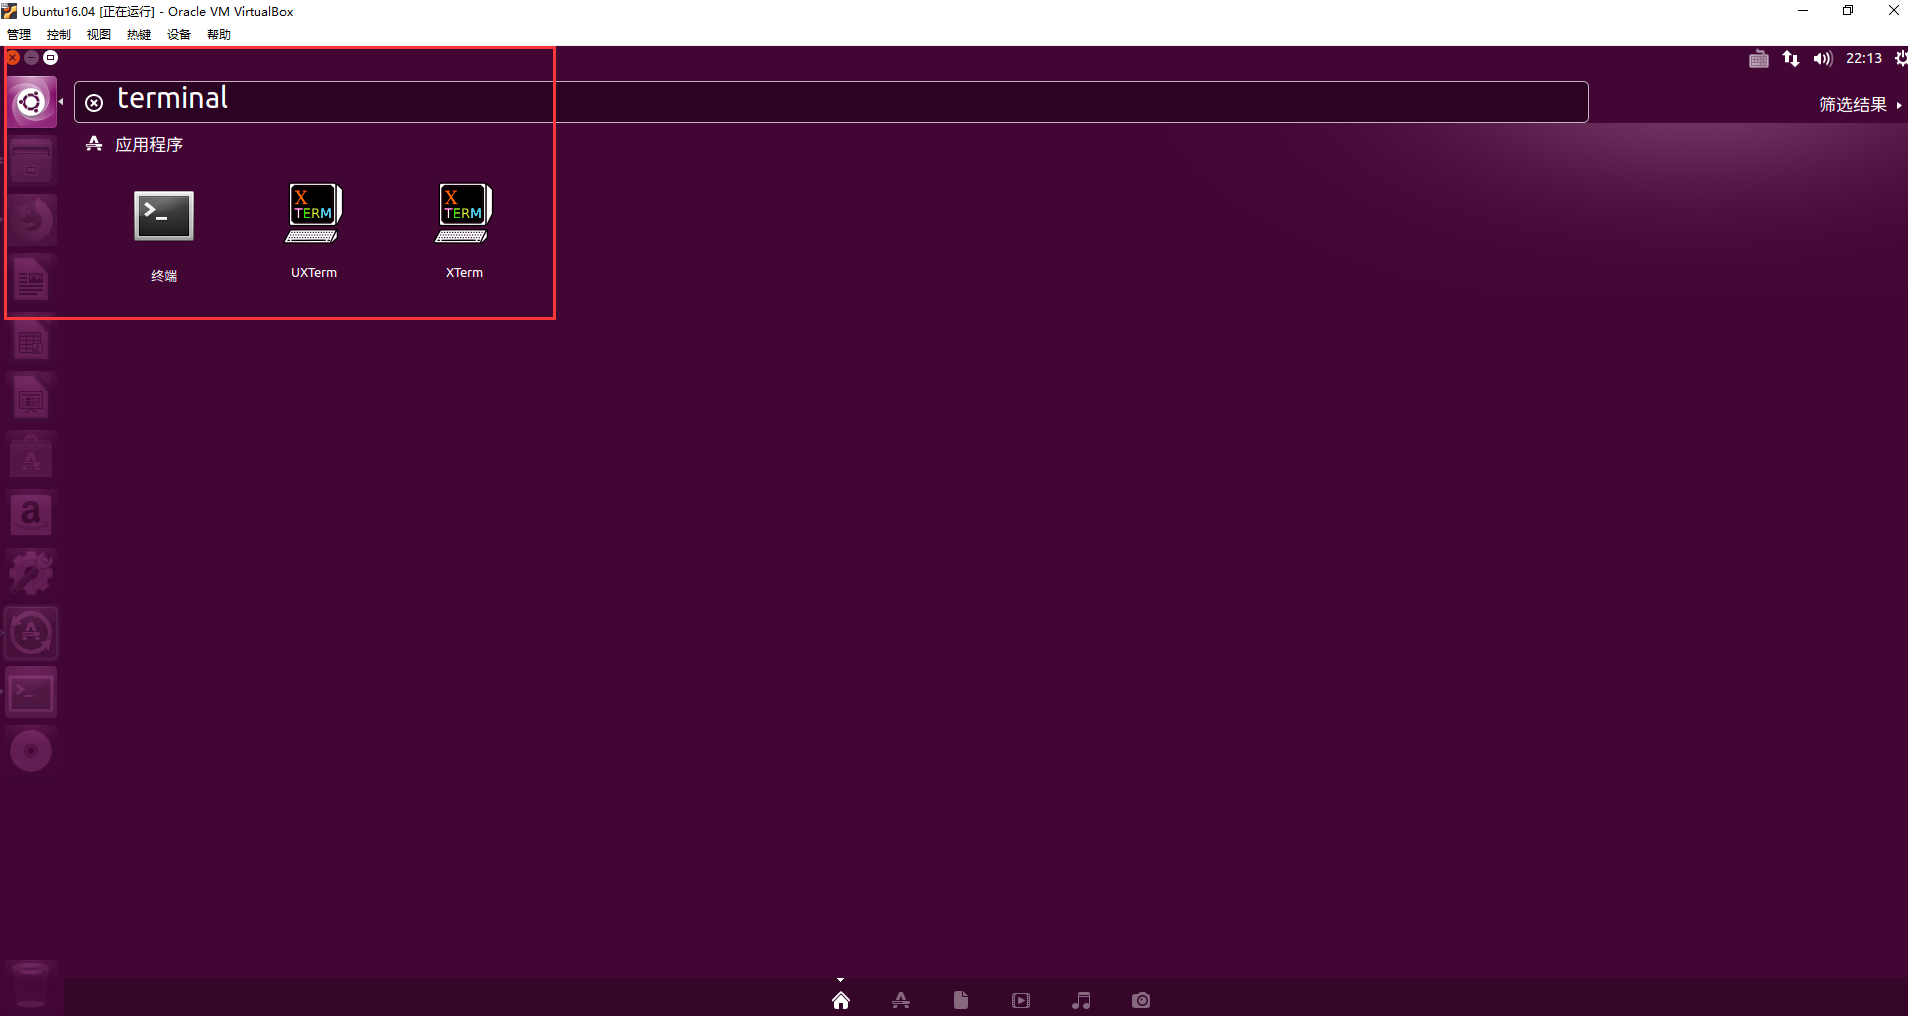 Ubuntu16.04 [正在运行] - Oracle VM VirtualBox
管理 控制 视图 热键 设备 帮助
22:13
terminal
筛选结果
应用程序
X TERM
X TERM
终端 UXTerm XTerm
a